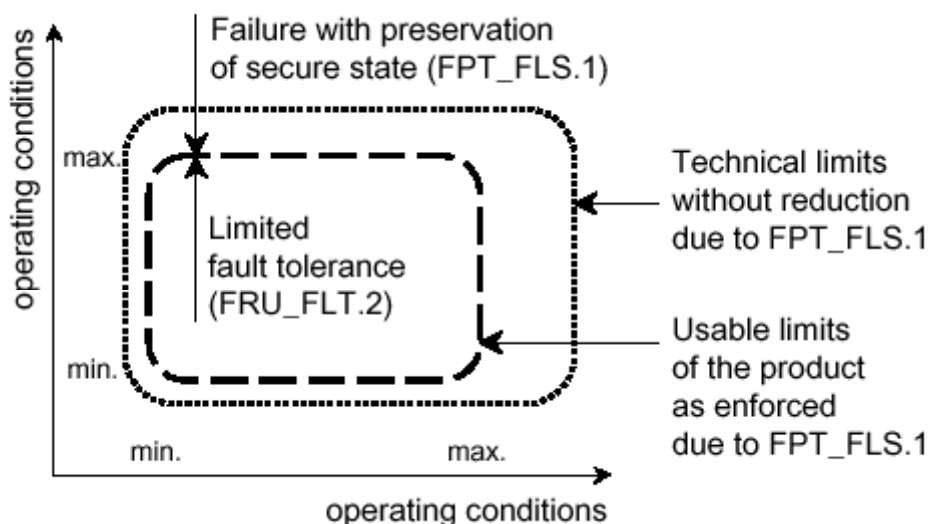 Failure with preservation
of secure state (FPT_FLS.1)
operating conditions
max.
Technical limits
without reduction
due to FPT_FLS.1
Limited
fault tolerance
(FRU_FLT.2)
Usable limits
of the product
as enforced
due to FPT_FLS.1
min.
min.
max.
operating conditions